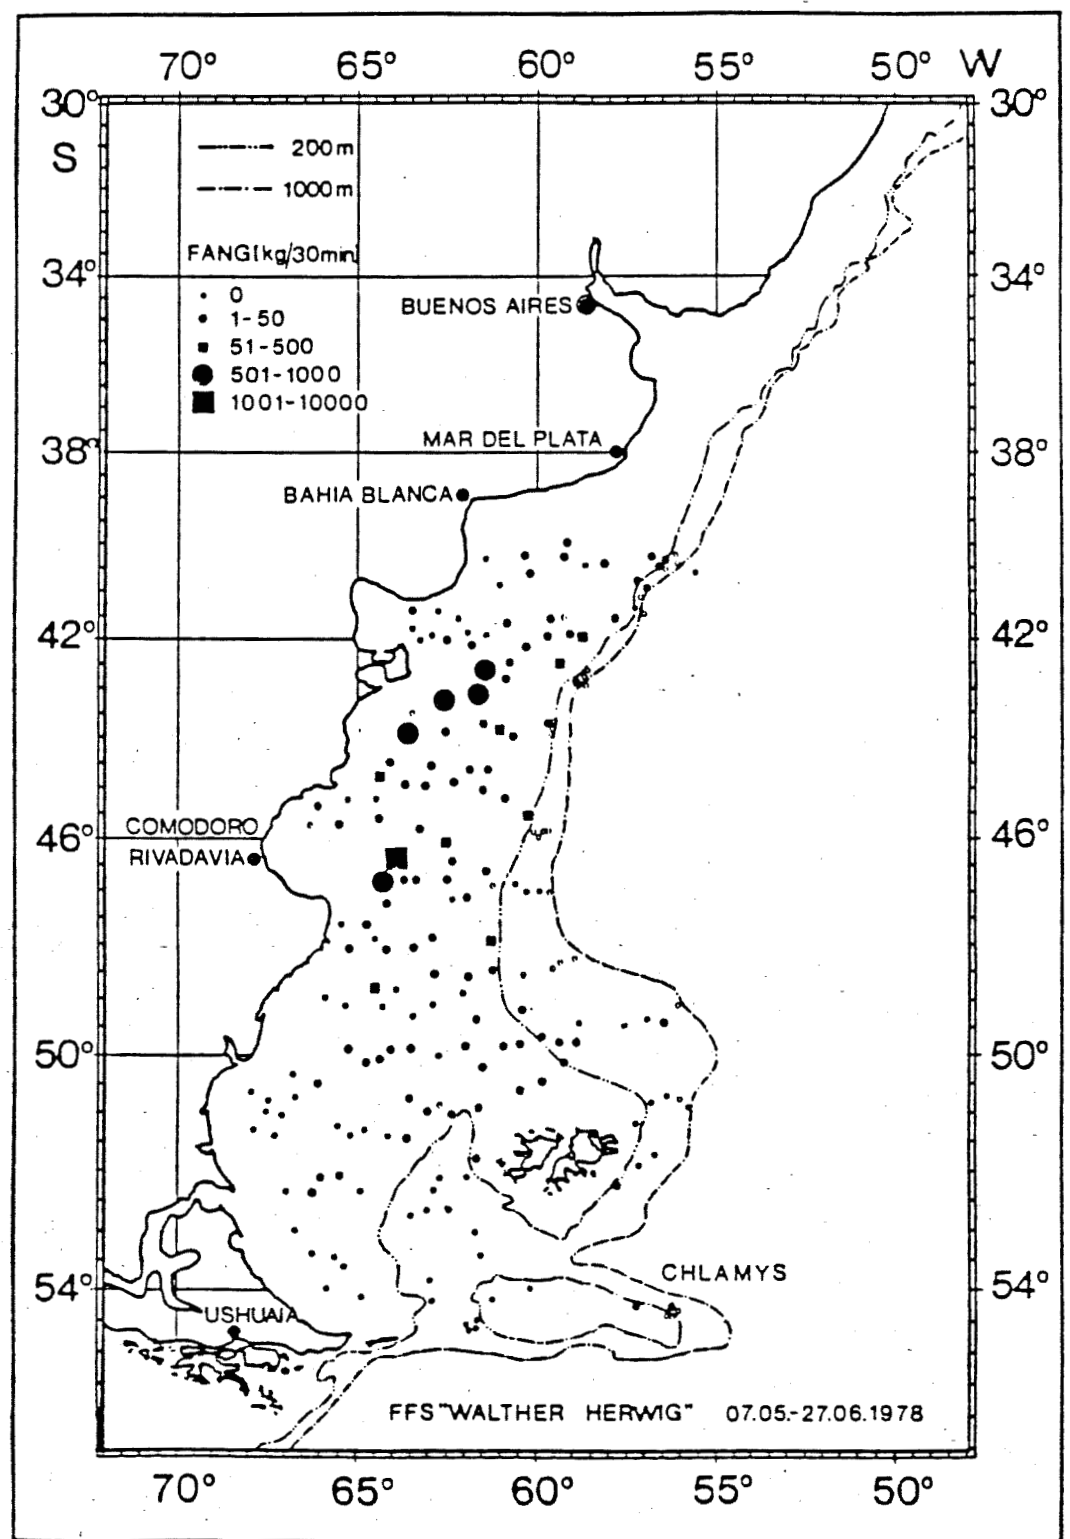 70° 65° 60° 55° 50° W
30° 30°
S
200m
1000m
FANG[kg/30min]
34° 34°
0
1-50
51-500
501-1000
1001-10000
BUENOS AIRES
MAR DEL PLATA
38° 38°
BAHIA BLANCA
42° 42°
COMODORO
46° 46°
RIVADAVIA
50° 50°
CHLAMYS
54° 54°
USHUAIA
FFS "WALTHER HERWIG" 07.05.-27.06.1978
70° 65° 60° 55° 50°